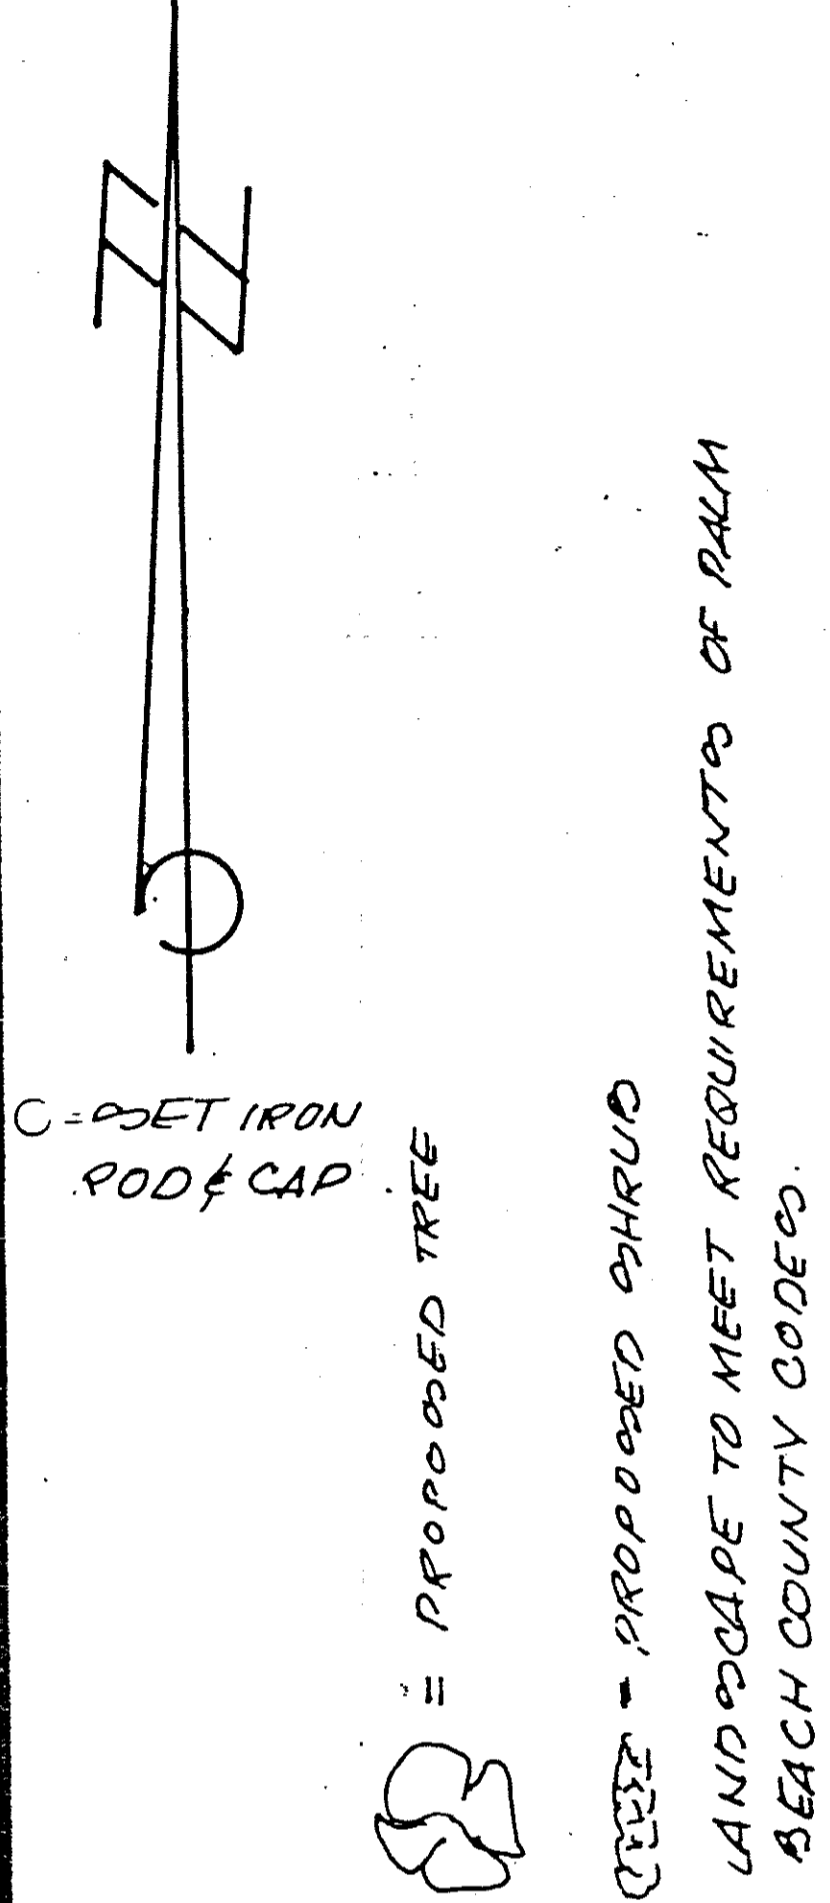 C = SET IRON
ROD & CAP
= PROPOSED TREE
- PROPOSED SHRUB
LANDSCAPE TO MEET REQUIREMENTS OF PALM
BEACH COUNTY CODES.